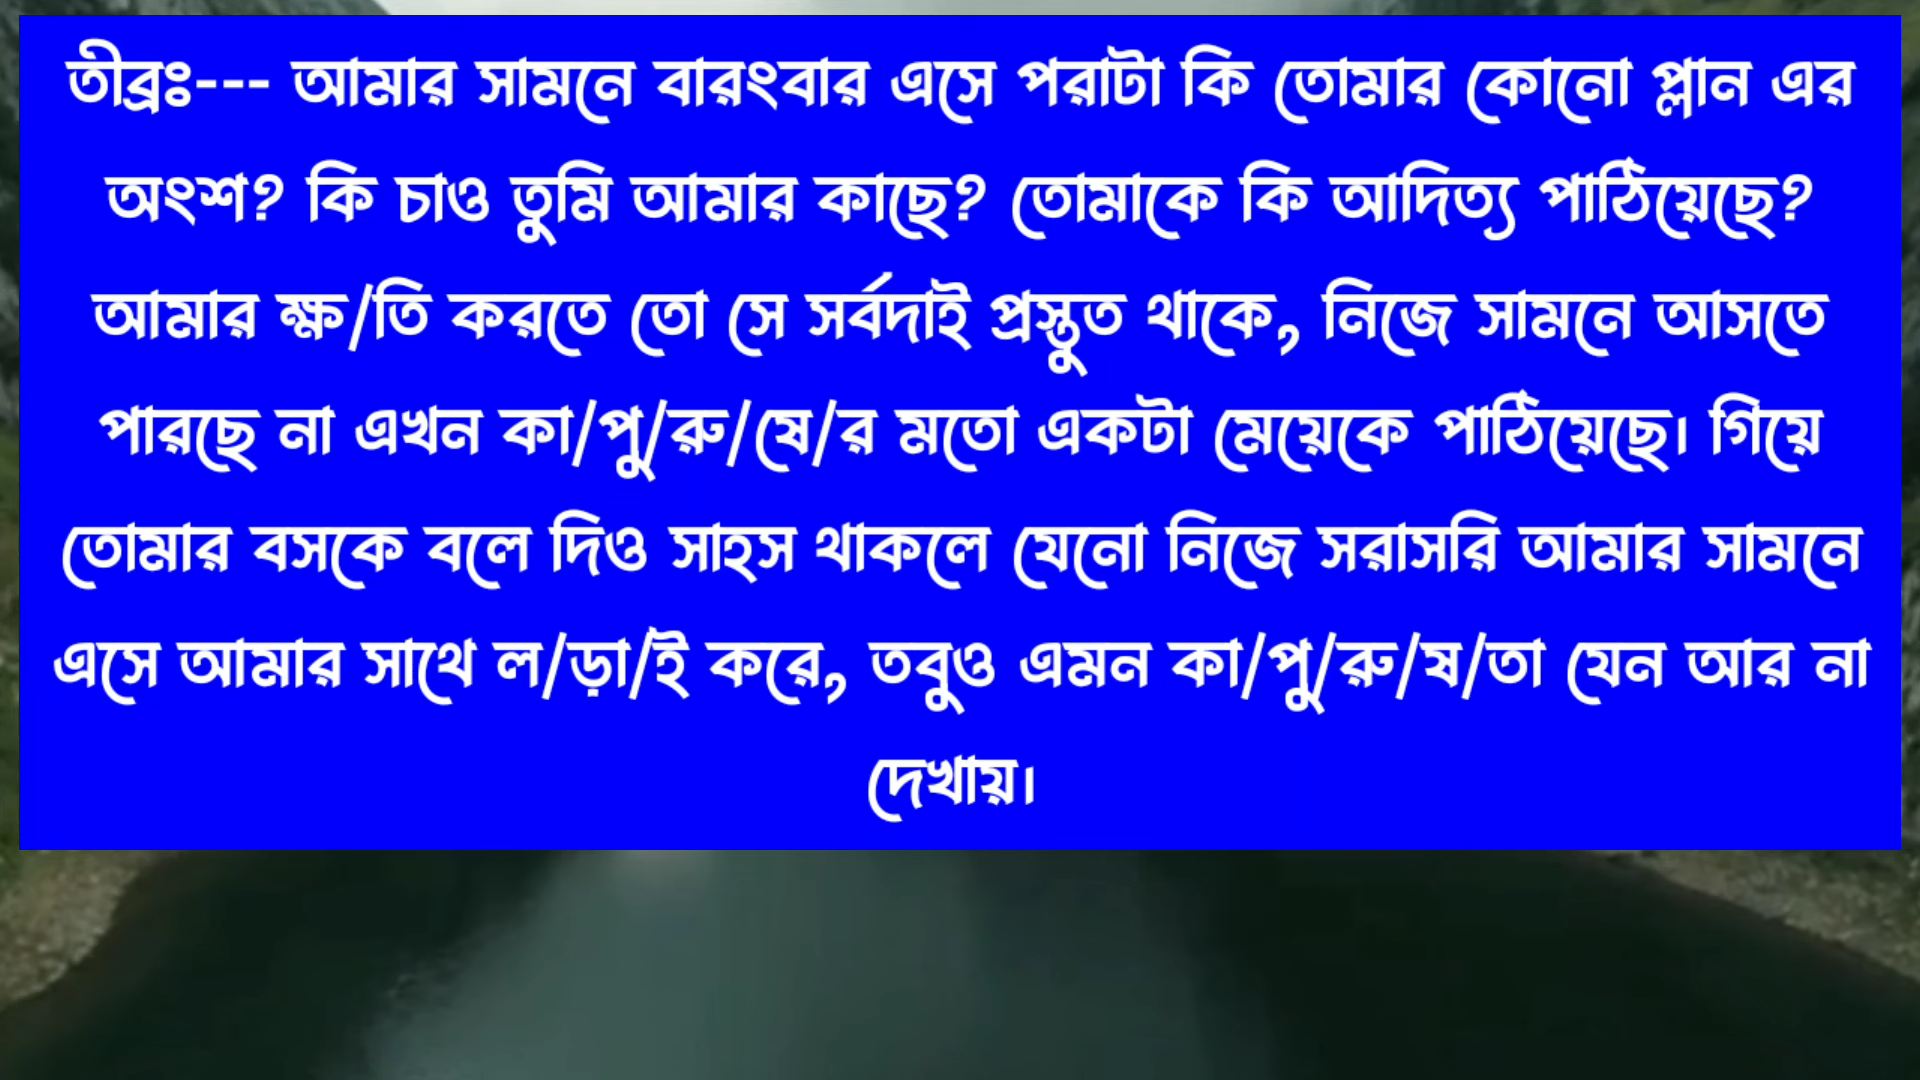 তীব্রঃ--- আমার সামনে বারংবার এসে পরাটা কি তোমার কোনো প্লান এর
অংশ? কি চাও তুমি আমার কাছে? তোমাকে কি আদিত্য পাঠিয়েছে?
আমার ক্ষ/তি করতে তো সে সর্বদাই প্রস্তুত থাকে, নিজে সামনে আসতে
পারছে না এখন কা/পু/রু/ষে/র মতো একটা মেয়েকে পাঠিয়েছে। গিয়ে
তোমার বসকে বলে দিও সাহস থাকলে যেনো নিজে সরাসরি আমার সামনে
এসে আমার সাথে ল/ড়া/ই করে, তবুও এমন কা/পু/রু/ষ/তা যেন আর না
দেখায়।